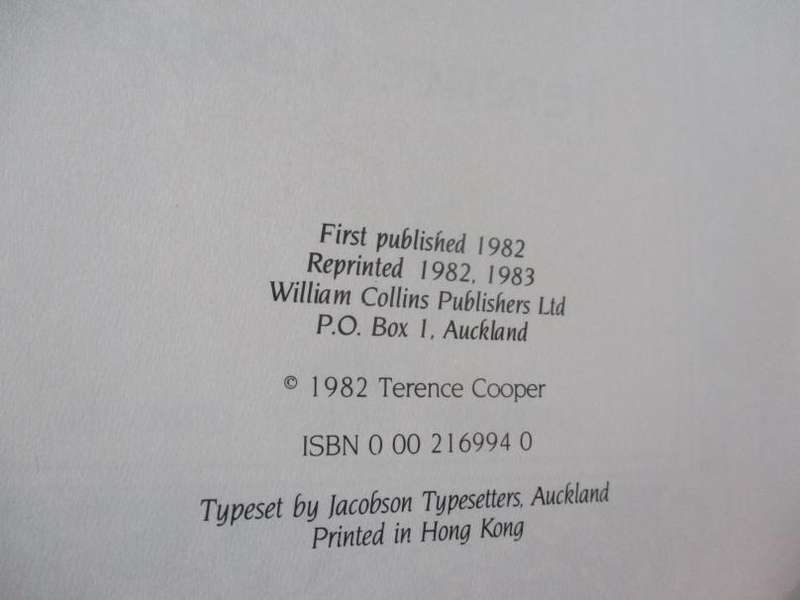 First published 1982
Reprinted 1982, 1983
William Collins Publishers Ltd
P.O. Box 1, Auckland
© 1982 Terence Cooper
ISBN 0 00 216994 0
Typeset by Jacobson Typesetters, Auckland
Printed in Hong Kong